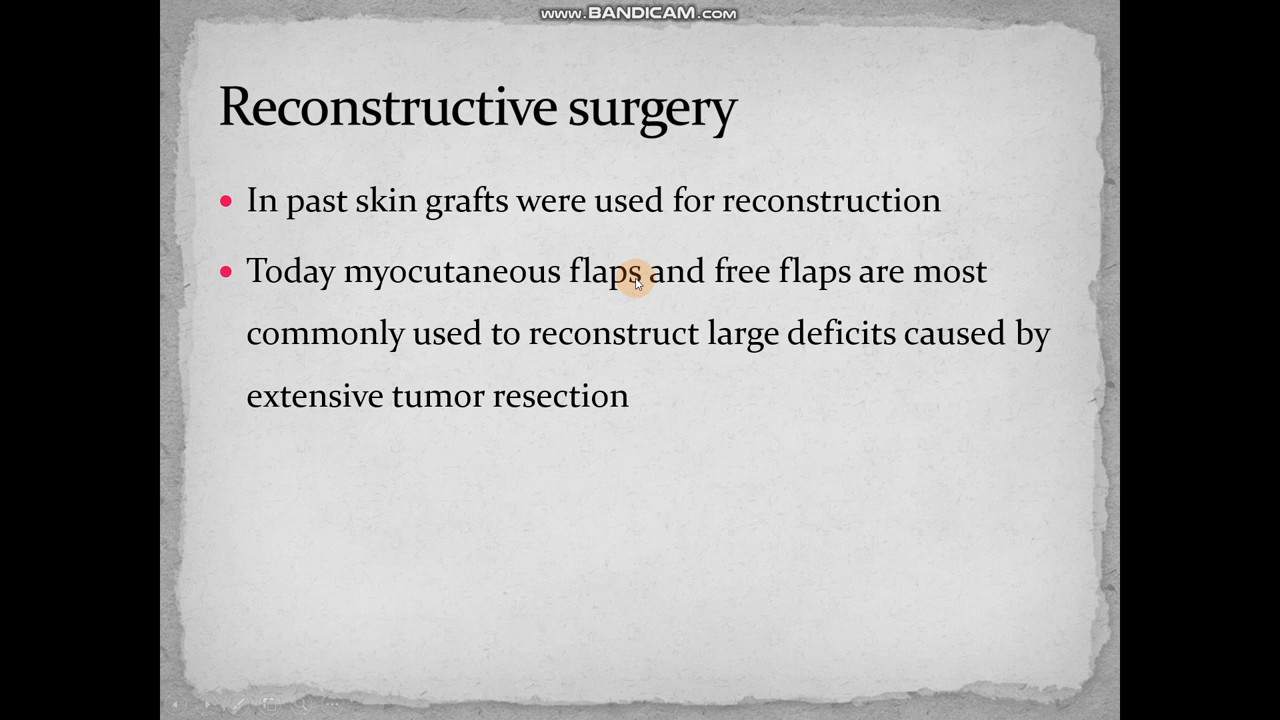 www.BANDICAM.com
Reconstructive surgery
• In past skin grafts were used for reconstruction
• Today myocutaneous flaps and free flaps are most
commonly used to reconstruct large deficits caused by
extensive tumor resection